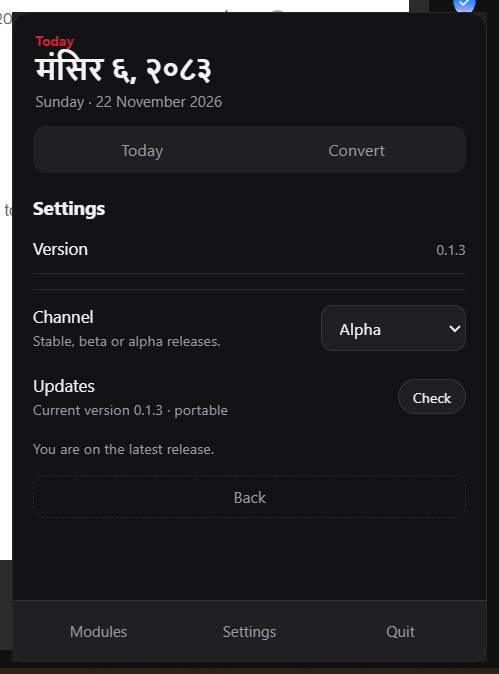 Today
मंसिर ६, २०८३
Sunday · 22 November 2026
Today
Convert
Settings
Version
0.1.3
Channel
Stable, beta or alpha releases.
Alpha
Updates
Current version 0.1.3 · portable
Check
You are on the latest release.
Back
Modules
Settings
Quit